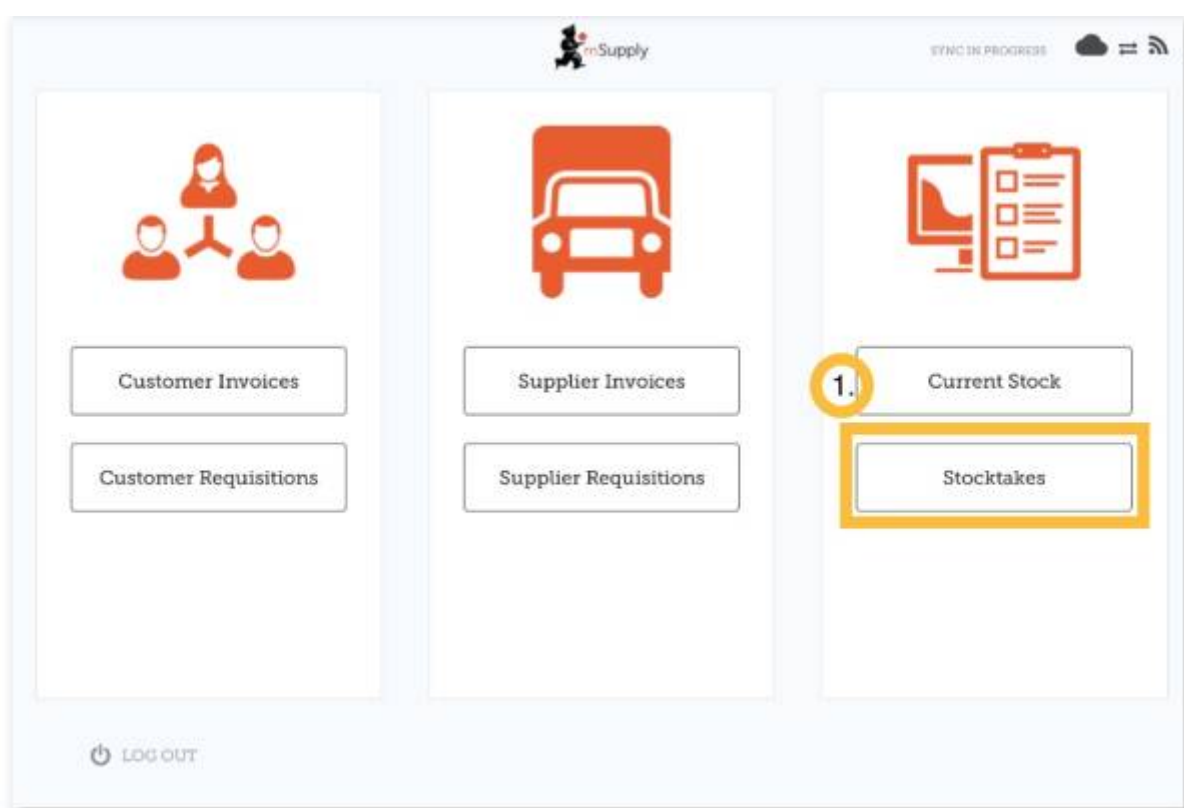 mSupply
SYNC IN PROGRESS
Customer Invoices
Customer Requisitions
Supplier Invoices
Supplier Requisitions
1.
Current Stock
Stocktakes
LOG OUT